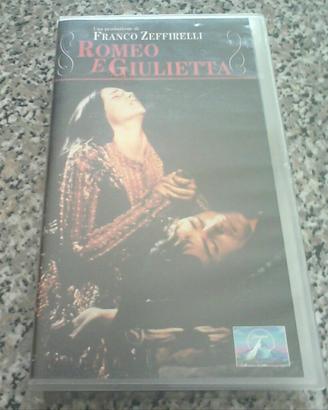 Una produzione di
FRANCO ZEFFIRELLI
ROMEO
E GIULIETTA